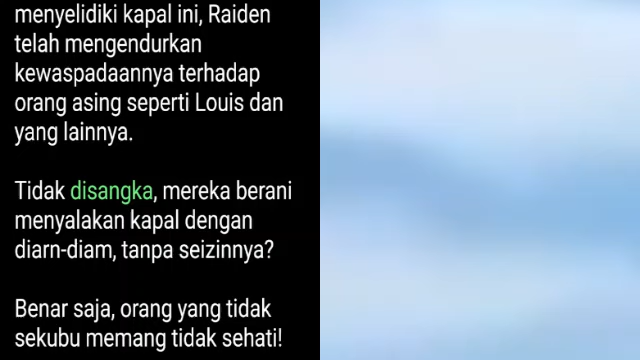 menyelidiki kapal ini, Raiden
telah mengendurkan
kewaspadaannya terhadap
orang asing seperti Louis dan
yang lainnya.
Tidak disangka, mereka berani
menyalakan kapal dengan
diarn-diam, tanpa seizinnya?
Benar saja, orang yang tidak
sekubu memang tidak sehati!